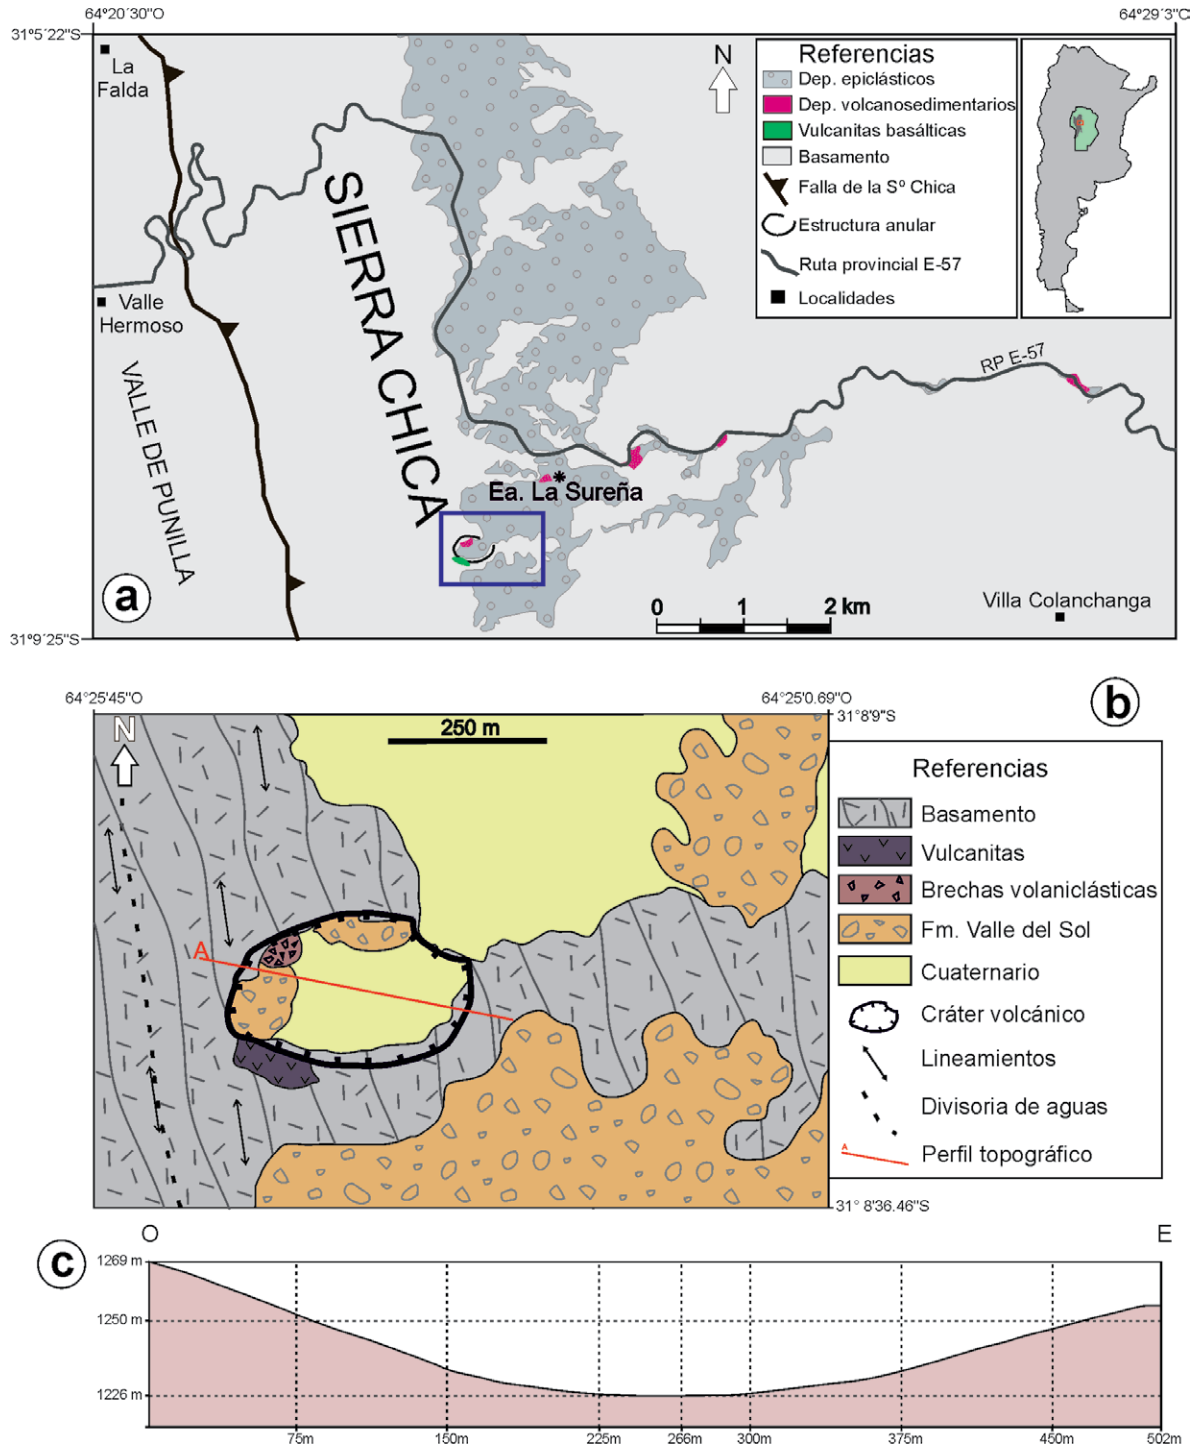 64°20´30"O
64°29´3"C
31°5´22"S
La
Falda
N
Referencias
Dep. epiclásticos
Dep. volcanosedimentarios
Vulcanitas basálticas
Basamento
Falla de la Sº Chica
Estructura anular
Ruta provincial E-57
Localidades
SIERRA CHICA
Valle
Hermoso
VALLE DE PUNILLA
RP E-57
Ea. La Sureña
a
0 1 2 km
Villa Colanchanga
31º9´25"S
64°25'45"O
64°25'0.69"O
b
N
250 m
31°8'9"S
Referencias
Basamento
Vulcanitas
Brechas volaniclásticas
Fm. Valle del Sol
Cuaternario
Cráter volcánico
Lineamientos
Divisoria de aguas
A
Perfil topográfico
A
31° 8'36.46"S
O
E
c
1269 m
1250 m
1226 m
75m 150m 225m 266m 300m 375m 450m 502m